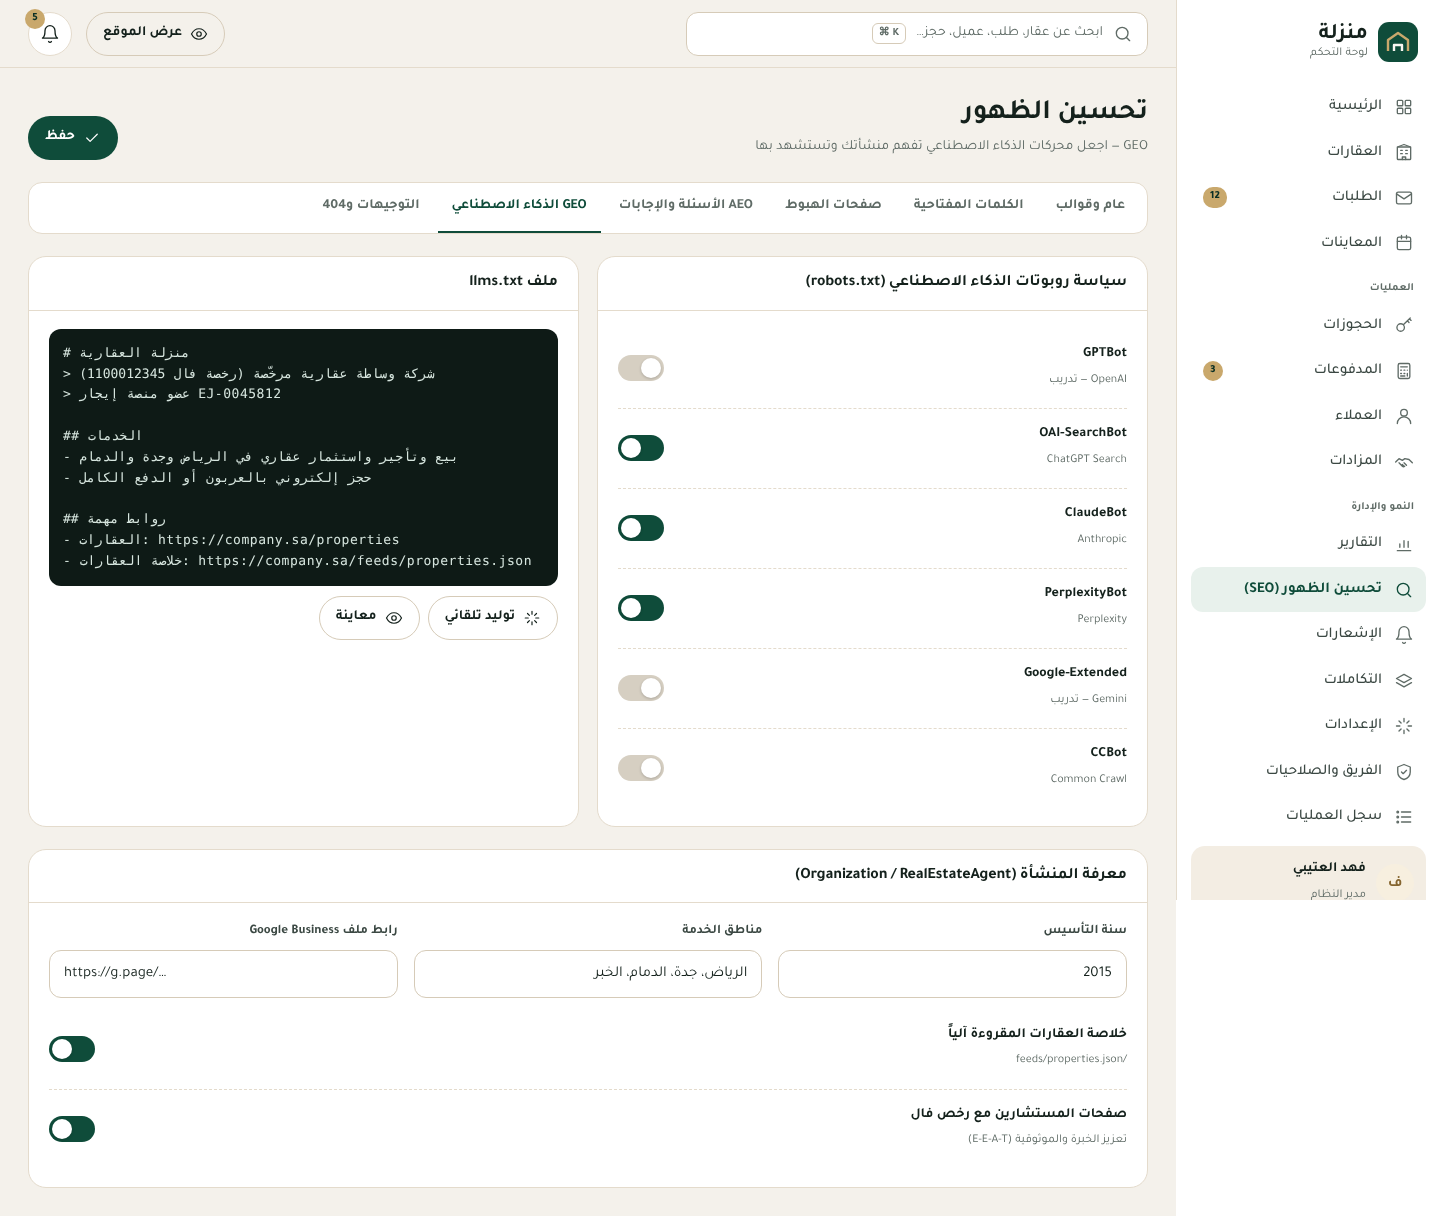 منزلة
لوحة التحكم
الرئيسية
العقارات
الطلبات
12
المعاينات
العمليات
الحجوزات
المدفوعات
3
العملاء
المزادات
النمو والإدارة
التقارير
تحسين الظهور (SEO)
الإشعارات
التكاملات
الإعدادات
الفريق والصلاحيات
سجل العمليات
ف
فهد العتيبي
مدير النظام
ابحث عن عقار، طلب، عميل، حجز…
⌘ K
عرض الموقع
5
تحسين الظهور
GEO — اجعل محركات الذكاء الاصطناعي تفهم منشأتك وتستشهد بها
حفظ
عام وقوالب
الكلمات المفتاحية
صفحات الهبوط
AEO الأسئلة والإجابات
GEO الذكاء الاصطناعي
التوجيهات و404
سياسة روبوتات الذكاء الاصطناعي (robots.txt)
GPTBot
OpenAI — تدريب
OAI-SearchBot
ChatGPT Search
ClaudeBot
Anthropic
PerplexityBot
Perplexity
Google-Extended
Gemini — تدريب
CCBot
Common Crawl
ملف llms.txt
# منزلة العقارية
> شركة وساطة عقارية مرخّصة (رخصة فال 1100012345)
> عضو منصة إيجار EJ-0045812
## الخدمات
- بيع وتأجير واستثمار عقاري في الرياض وجدة والدمام
- حجز إلكتروني بالعربون أو الدفع الكامل
## روابط مهمة
- العقارات: https://company.sa/properties
- خلاصة العقارات: https://company.sa/feeds/properties.json
توليد تلقائي
معاينة
معرفة المنشأة (Organization / RealEstateAgent)
سنة التأسيس
2015
مناطق الخدمة
الرياض، جدة، الدمام، الخبر
رابط ملف Google Business
https://g.page/…
خلاصة العقارات المقروءة آلياً
feeds/properties.json/
صفحات المستشارين مع رخص فال
تعزيز الخبرة والموثوقية (E-E-A-T)